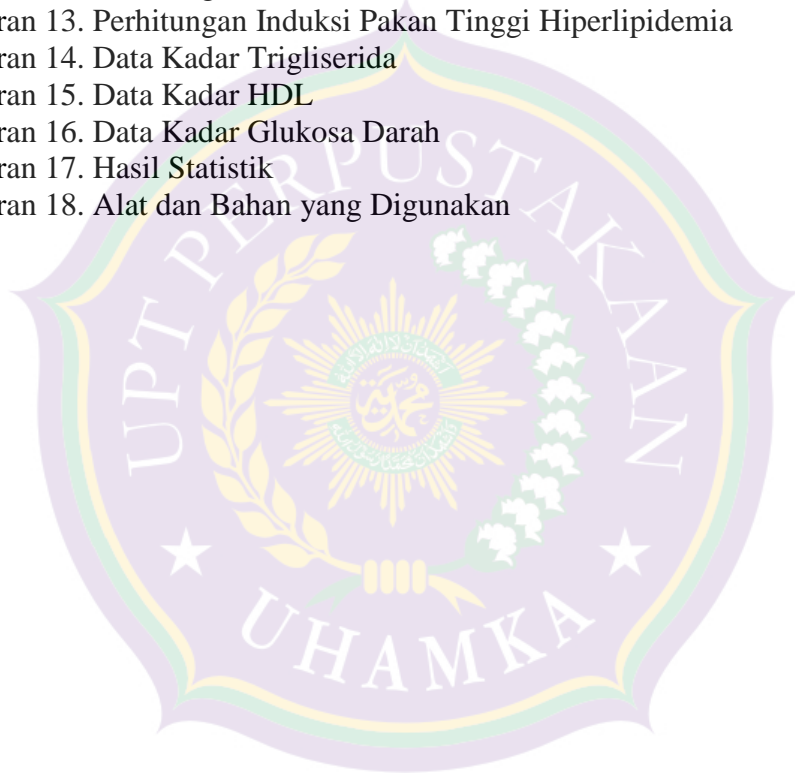 ran 13. Perhitungan Induksi Pakan Tinggi Hiperlipidemia
ran 14. Data Kadar Trigliserida
ran 15. Data Kadar HDL
ran 16. Data Kadar Glukosa Darah
ran 17. Hasil Statistik
ran 18. Alat dan Bahan yang Digunakan
UPT PERPUSTAKAAN
محمدية
UHAMKA